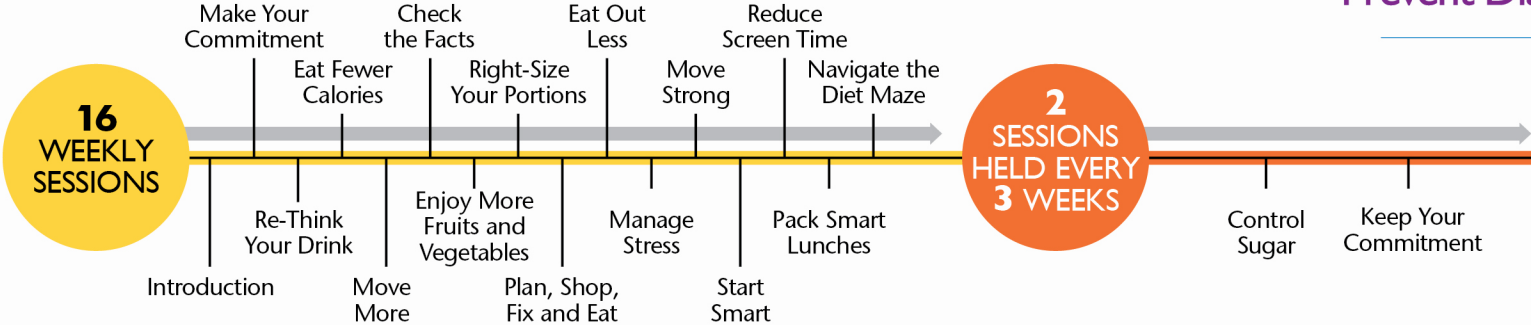 Make Your
Commitment
Check
the Facts
Eat Out
Less
Reduce
Screen Time
Eat Fewer
Calories
Right-Size
Your Portions
Move
Strong
Navigate the
Diet Maze
16
WEEKLY
SESSIONS
2
SESSIONS
HELD EVERY
3 WEEKS
Re-Think
Your Drink
Enjoy More
Fruits and
Vegetables
Manage
Stress
Pack Smart
Lunches
Control
Sugar
Keep Your
Commitment
Introduction
Move
More
Plan, Shop,
Fix and Eat
Start
Smart